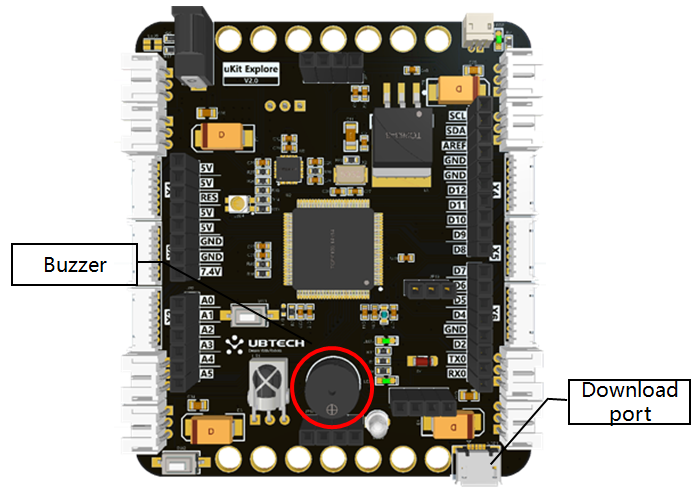 uKit Explore
V2.0
SCL
SDA
AREF
GND
GND
D12
D11
D10
D9
D8
5V
5V
RES
5V
5V
GND
GND
7.4V
Buzzer
D7
D6
D5
D4
GND
D2
TX0
RX0
A0
A1
A2
A3
A4
A5
UBTECH
Download
port
D
D
D
D